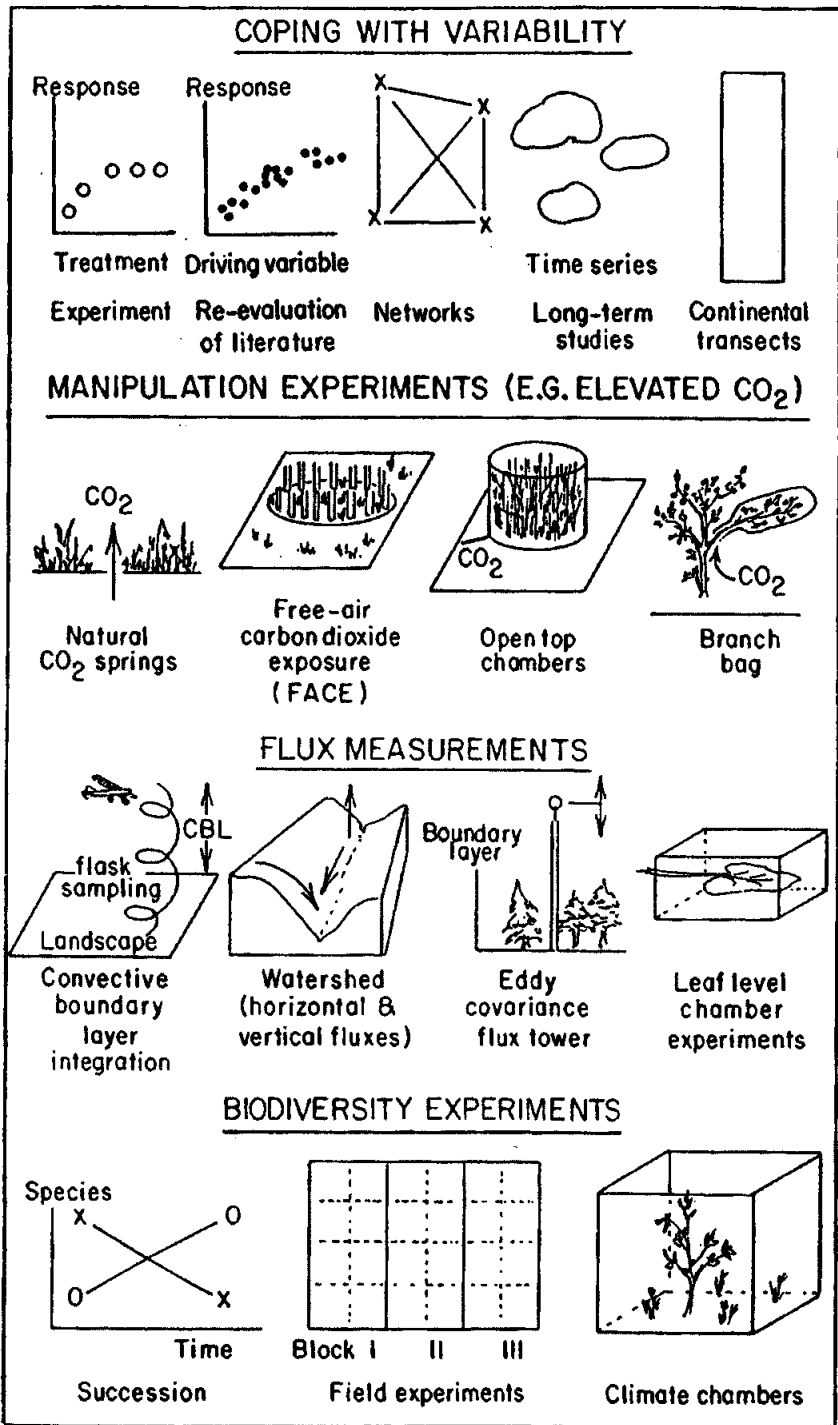 COPING WITH VARIABILITY
Response
Response
X
X
X
X
Treatment
Driving variable
Time series
Experiment
Re-evaluation
of literature
Networks
Long-term
studies
Continental
transects
MANIPULATION EXPERIMENTS (E.G. ELEVATED CO2)
CO2
Natural
CO2 springs
Free-air
carbon dioxide
exposure
(FACE)
CO2
Open top
chambers
CO2
Branch
bag
FLUX MEASUREMENTS
CBL
flask
sampling
Landscape
Convective
boundary
layer
integration
Watershed
(horizontal &
vertical fluxes)
Boundary
layer
Eddy
covariance
flux tower
Leaf level
chamber
experiments
BIODIVERSITY EXPERIMENTS
Species
X
O
O
X
Time
Succession
Block I II III
Field experiments
Climate chambers